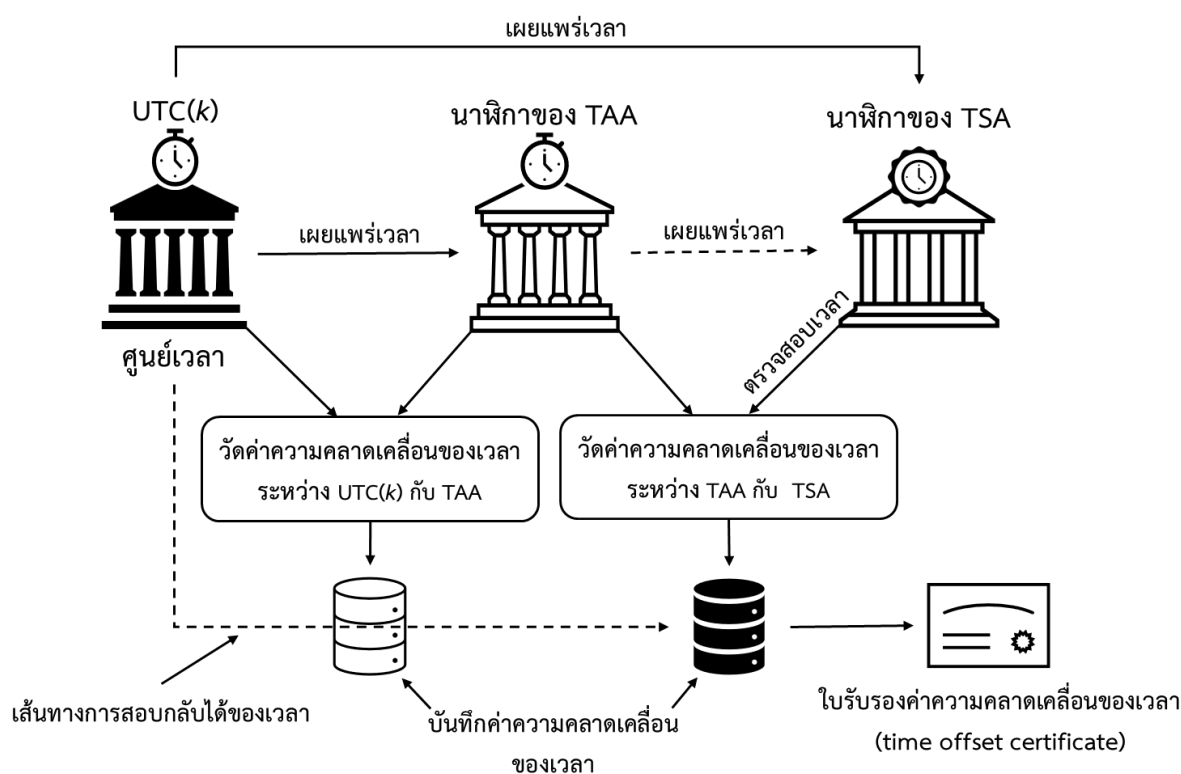 เผยแพร่เวลา
UTC(k)
นาฬิกาของ TAA
นาฬิกาของ TSA
เผยแพร่เวลา
เผยแพร่เวลา
ศูนย์เวลา
ตรวจสอบเวลา
วัดค่าความคลาดเคลื่อนของเวลา
ระหว่าง UTC(k) กับ TAA
วัดค่าความคลาดเคลื่อนของเวลา
ระหว่าง TAA กับ TSA
เส้นทางการสอบกลับได้ของเวลา
บันทึกค่าความคลาดเคลื่อน
ของเวลา
ใบรับรองค่าความคลาดเคลื่อนของเวลา
(time offset certificate)